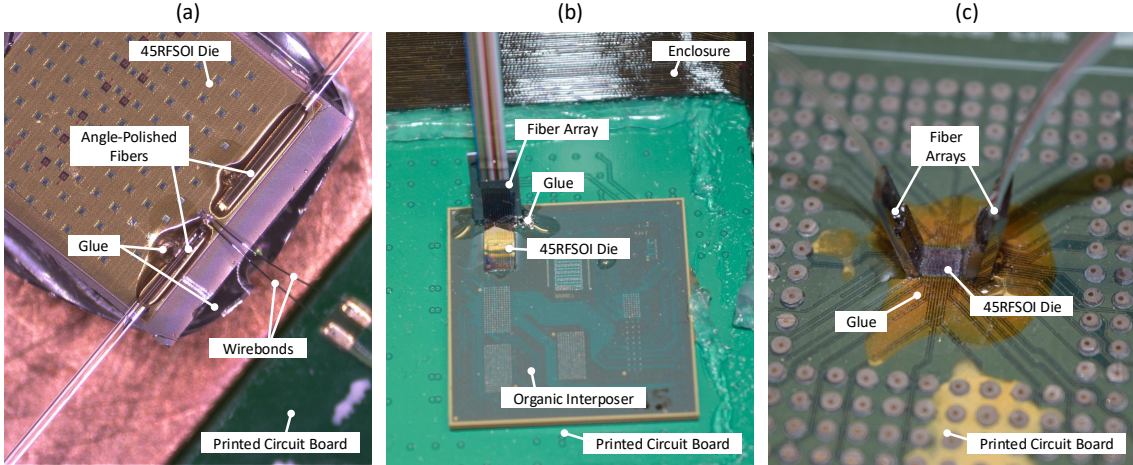 (a)
(b)
(c)
45RFSOI Die
Angle-Polished
Fibers
Glue
Wirebonds
Printed Circuit Board
Enclosure
Fiber Array
Glue
45RFSOI Die
Organic Interposer
Printed Circuit Board
Fiber
Arrays
45RFSOI Die
Glue
Printed Circuit Board